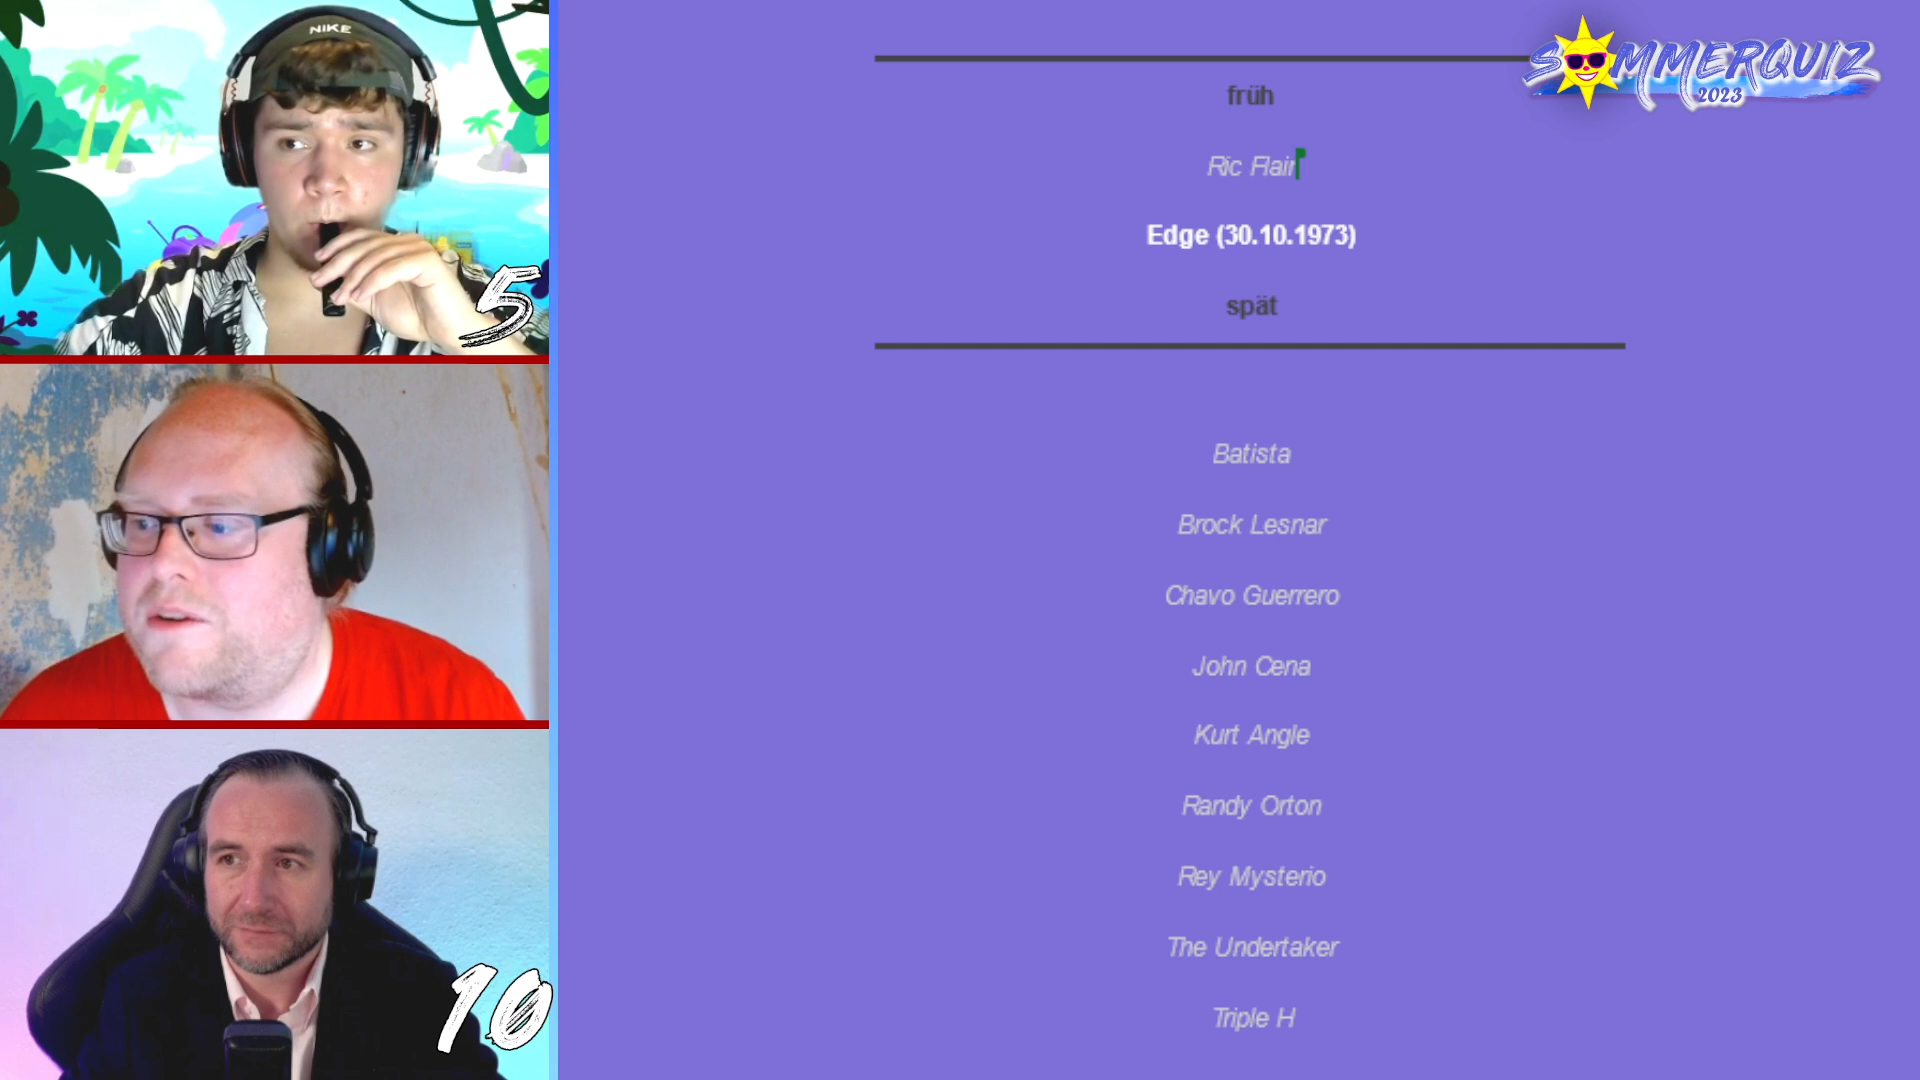 NIKE
5
10
SOMMERQUIZ
2023
früh
Ric Flair
Edge (30.10.1973)
spät
Batista
Brock Lesnar
Chavo Guerrero
John Cena
Kurt Angle
Randy Orton
Rey Mysterio
The Undertaker
Triple H